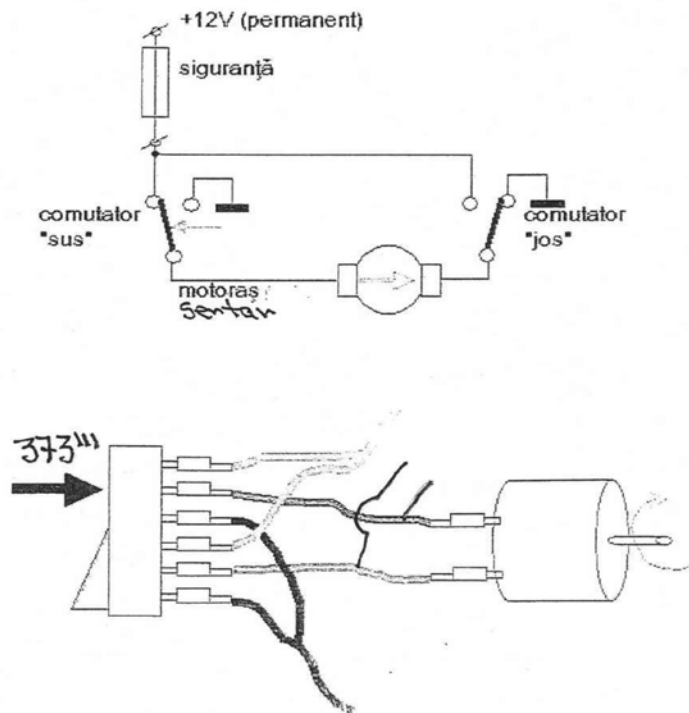 +12V (permanent)
siguranţă
comutator
"sus"
comutator
"jos"
motoraş
373"'